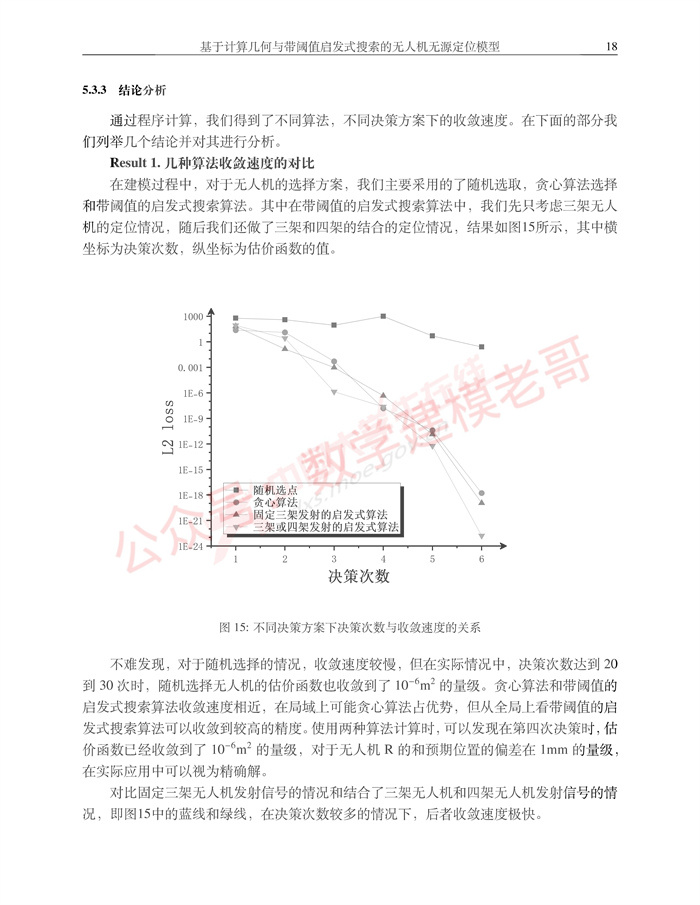 基于计算几何与带阈值启发式搜索的无人机无源定位模型 18
5.3.3 结论分析
通过程序计算，我们得到了不同算法，不同决策方案下的收敛速度。在下面的部分我
们列举几个结论并对其进行分析。
Result 1. 几种算法收敛速度的对比
在建模过程中，对于无人机的选择方案，我们主要采用的了随机选取，贪心算法选择
和带阈值的启发式搜索算法。其中在带阈值的启发式搜索算法中，我们先只考虑三架无人
机的定位情况，随后我们还做了三架和四架的结合的定位情况，结果如图15所示，其中横
坐标为决策次数，纵坐标为估价函数的值。
1000
1
0.001
1E-6
1E-9
1E-12
1E-15
1E-18
1E-21
1E-24
L2 loss
随机选点
贪心算法
固定三架发射的启发式算法
三架或四架发射的启发式算法
1 2 3 4 5 6
决策次数
公众号：数学建模老哥
图 15: 不同决策方案下决策次数与收敛速度的关系
不难发现，对于随机选择的情况，收敛速度较慢，但在实际情况中，决策次数达到 20
到 30 次时，随机选择无人机的估价函数也收敛到了 10⁻⁶m² 的量级。贪心算法和带阈值的
启发式搜索算法收敛速度相近，在局域上可能贪心算法占优势，但从全局上看带阈值的启
发式搜索算法可以收敛到较高的精度。使用两种算法计算时，可以发现在第四次决策时，估
价函数已经收敛到了 10⁻⁶m² 的量级，对于无人机 R 的和预期位置的偏差在 1mm 的量级，
在实际应用中可以视为精确解。
对比固定三架无人机发射信号的情况和结合了三架无人机和四架无人机发射信号的情
况，即图15中的蓝线和绿线，在决策次数较多的情况下，后者收敛速度极快。